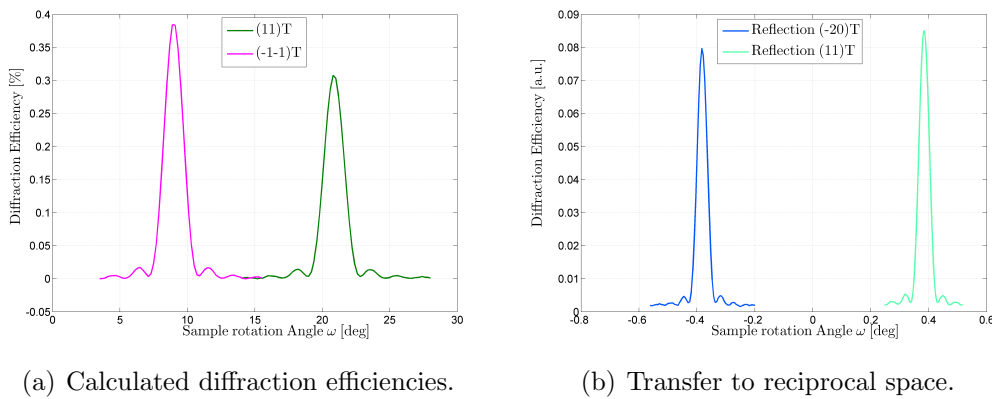 0.4
0.35
0.3
0.25
0.2
0.15
0.1
0.05
0
-0.05
Diffraction Efficiency [%]
(11)T
(-1-1)T
0 5 10 15 20 25 30
Sample rotation Angle ω [deg]
(a) Calculated diffraction efficiencies.
0.09
0.08
0.07
0.06
0.05
0.04
0.03
0.02
0.01
0
Diffraction Efficiency [a.u.]
Reflection (-20)T
Reflection (11)T
-0.8 -0.6 -0.4 -0.2 0 0.2 0.4 0.6
Sample rotation Angle ω [deg]
(b) Transfer to reciprocal space.